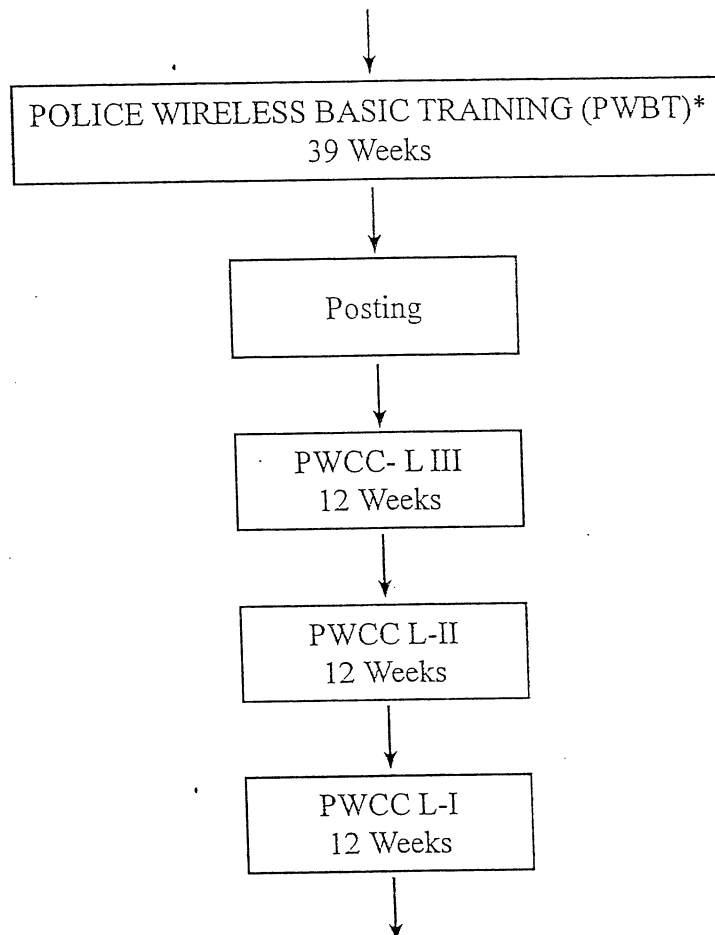 POLICE WIRELESS BASIC TRAINING (PWBT)*
39 Weeks
Posting
PWCC- L III
12 Weeks
PWCC L-II
12 Weeks
PWCC L-I
12 Weeks